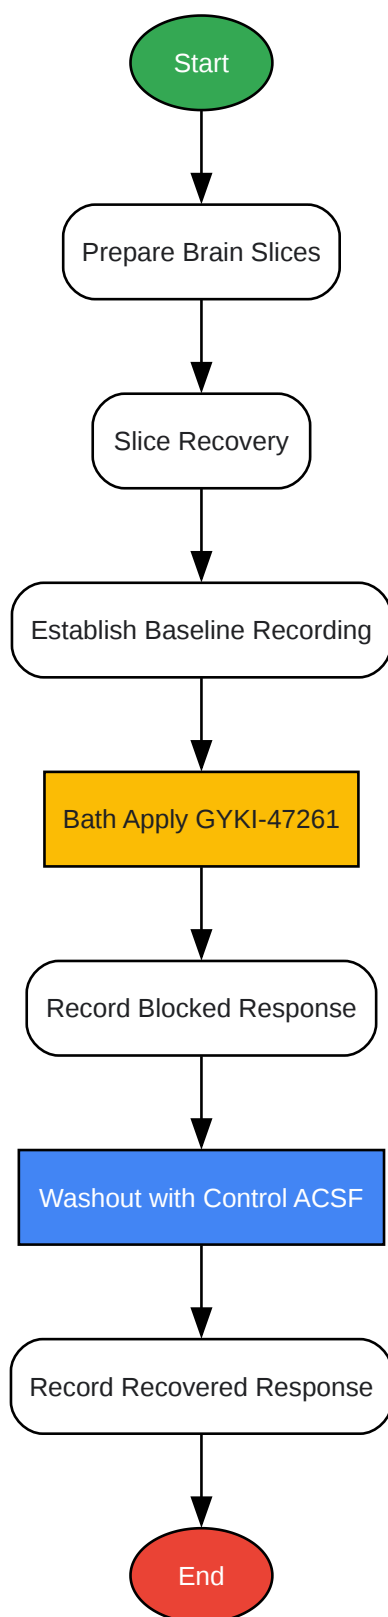 Start
Prepare Brain Slices
Slice Recovery
Establish Baseline Recording
Bath Apply GYKI-47261
Record Blocked Response
Washout with Control ACSF
Record Recovered Response
End